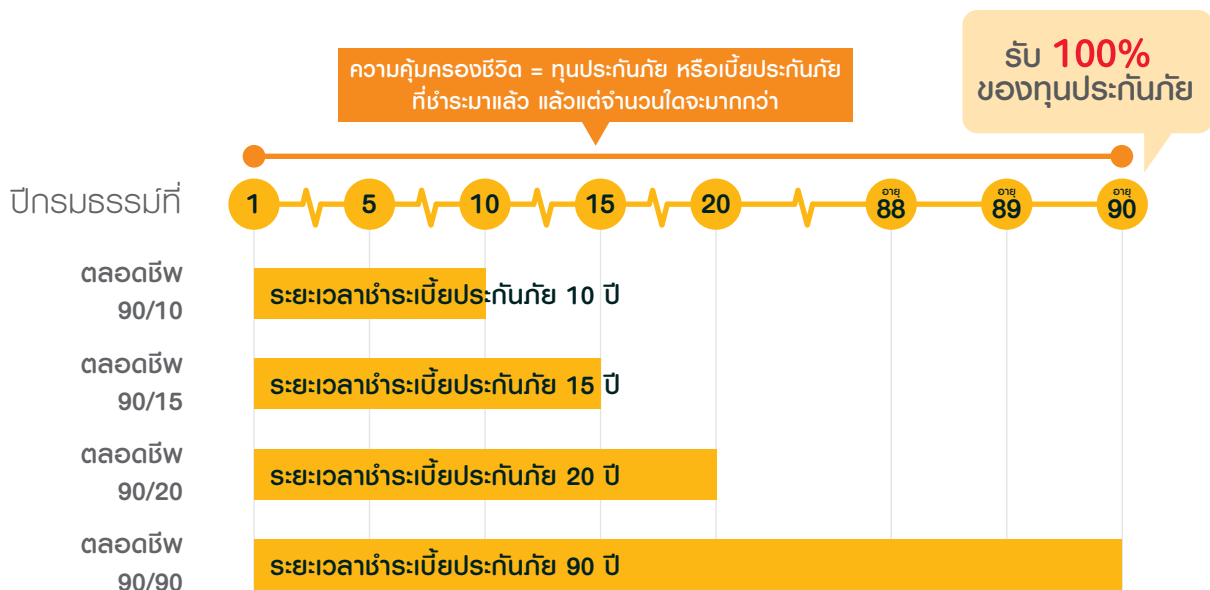 ความคุ้มครองชีวิต = ทุนประกันภัย หรือเบี้ยประกันภัย
ที่ชำระมาแล้ว แล้วแต่จำนวนใดจะมากกว่า
รับ 100%
ของทุนประกันภัย
ปีกรมธรรม์ที่
1 5 10 15 20 อายุ 88 อายุ 89 อายุ 90
ตลอดชีพ
90/10
ระยะเวลาชำระเบี้ยประกันภัย 10 ปี
ตลอดชีพ
90/15
ระยะเวลาชำระเบี้ยประกันภัย 15 ปี
ตลอดชีพ
90/20
ระยะเวลาชำระเบี้ยประกันภัย 20 ปี
ตลอดชีพ
90/90
ระยะเวลาชำระเบี้ยประกันภัย 90 ปี